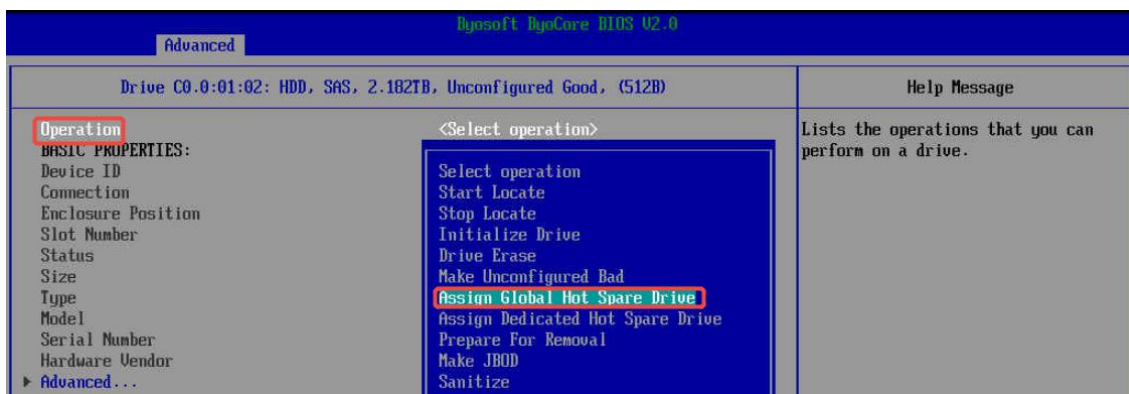 Byosoft ByoCore BIOS V2.0
Advanced
Drive C0.0:01:02: HDD, SAS, 2.182TB, Unconfigured Good, (512B)
Help Message
Operation
<Select operation>
Lists the operations that you can
perform on a drive.
BASIC PROPERTIES:
Device ID
Connection
Enclosure Position
Slot Number
Status
Size
Type
Model
Serial Number
Hardware Vendor
Advanced...
Select operation
Start Locate
Stop Locate
Initialize Drive
Drive Erase
Make Unconfigured Bad
Assign Global Hot Spare Drive
Assign Dedicated Hot Spare Drive
Prepare For Removal
Make JBOD
Sanitize